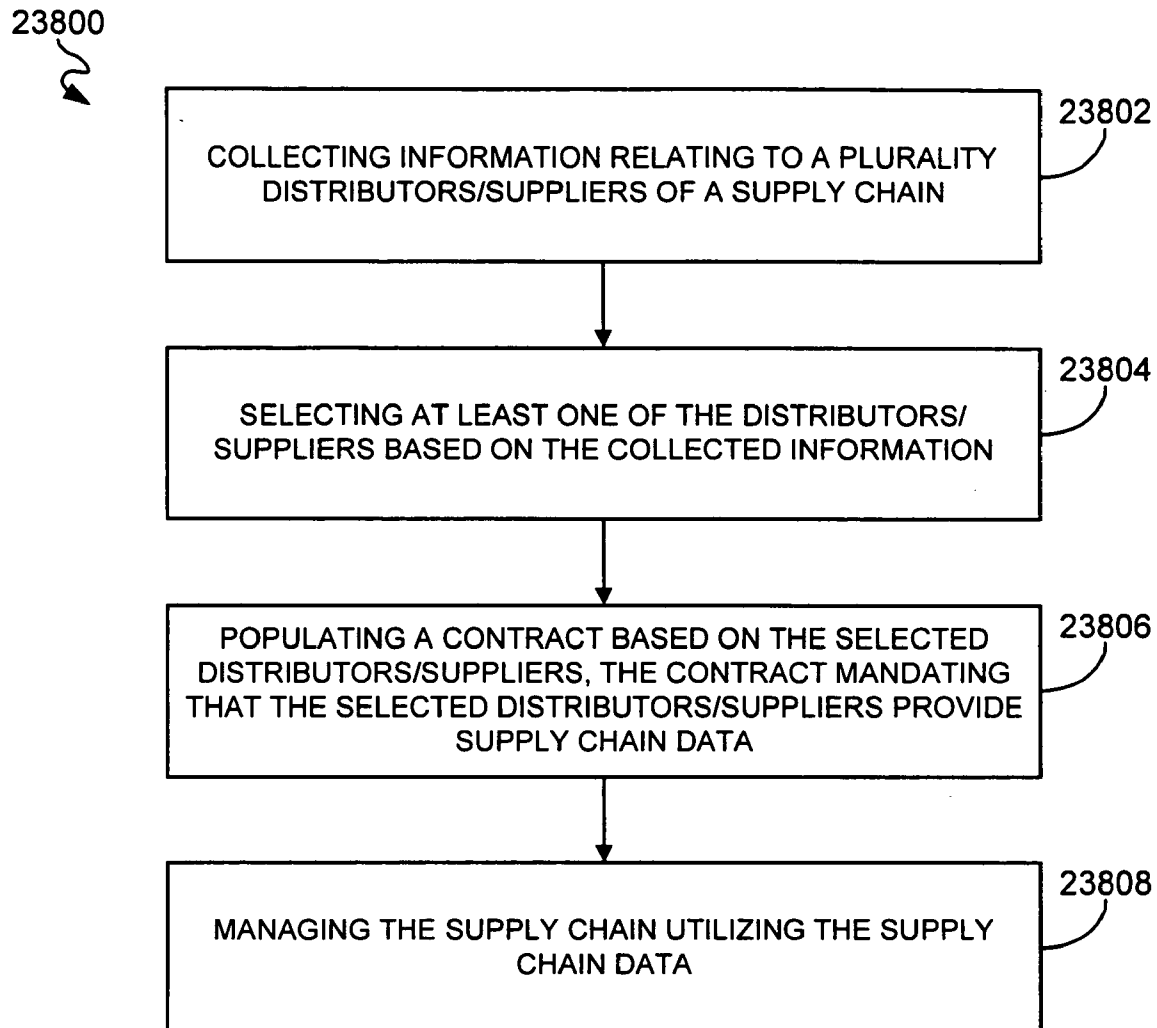 23800
23802
COLLECTING INFORMATION RELATING TO A PLURALITY
DISTRIBUTORS/SUPPLIERS OF A SUPPLY CHAIN
23804
SELECTING AT LEAST ONE OF THE DISTRIBUTORS/
SUPPLIERS BASED ON THE COLLECTED INFORMATION
23806
POPULATING A CONTRACT BASED ON THE SELECTED
DISTRIBUTORS/SUPPLIERS, THE CONTRACT MANDATING
THAT THE SELECTED DISTRIBUTORS/SUPPLIERS PROVIDE
SUPPLY CHAIN DATA
23808
MANAGING THE SUPPLY CHAIN UTILIZING THE SUPPLY
CHAIN DATA